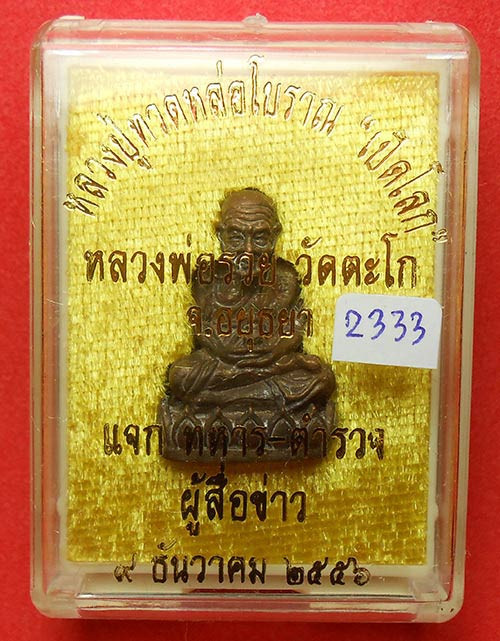 หลวงปู่ทวดหล่อโบราณ "เปิดโลก"
หลวงพ่อรวย วัดตะโก
จ.อยุธยา
2333
แจก ทหาร-ตำรวจ
ผู้สื่อข่าว
๙ ธันวาคม ๒๕๕๖